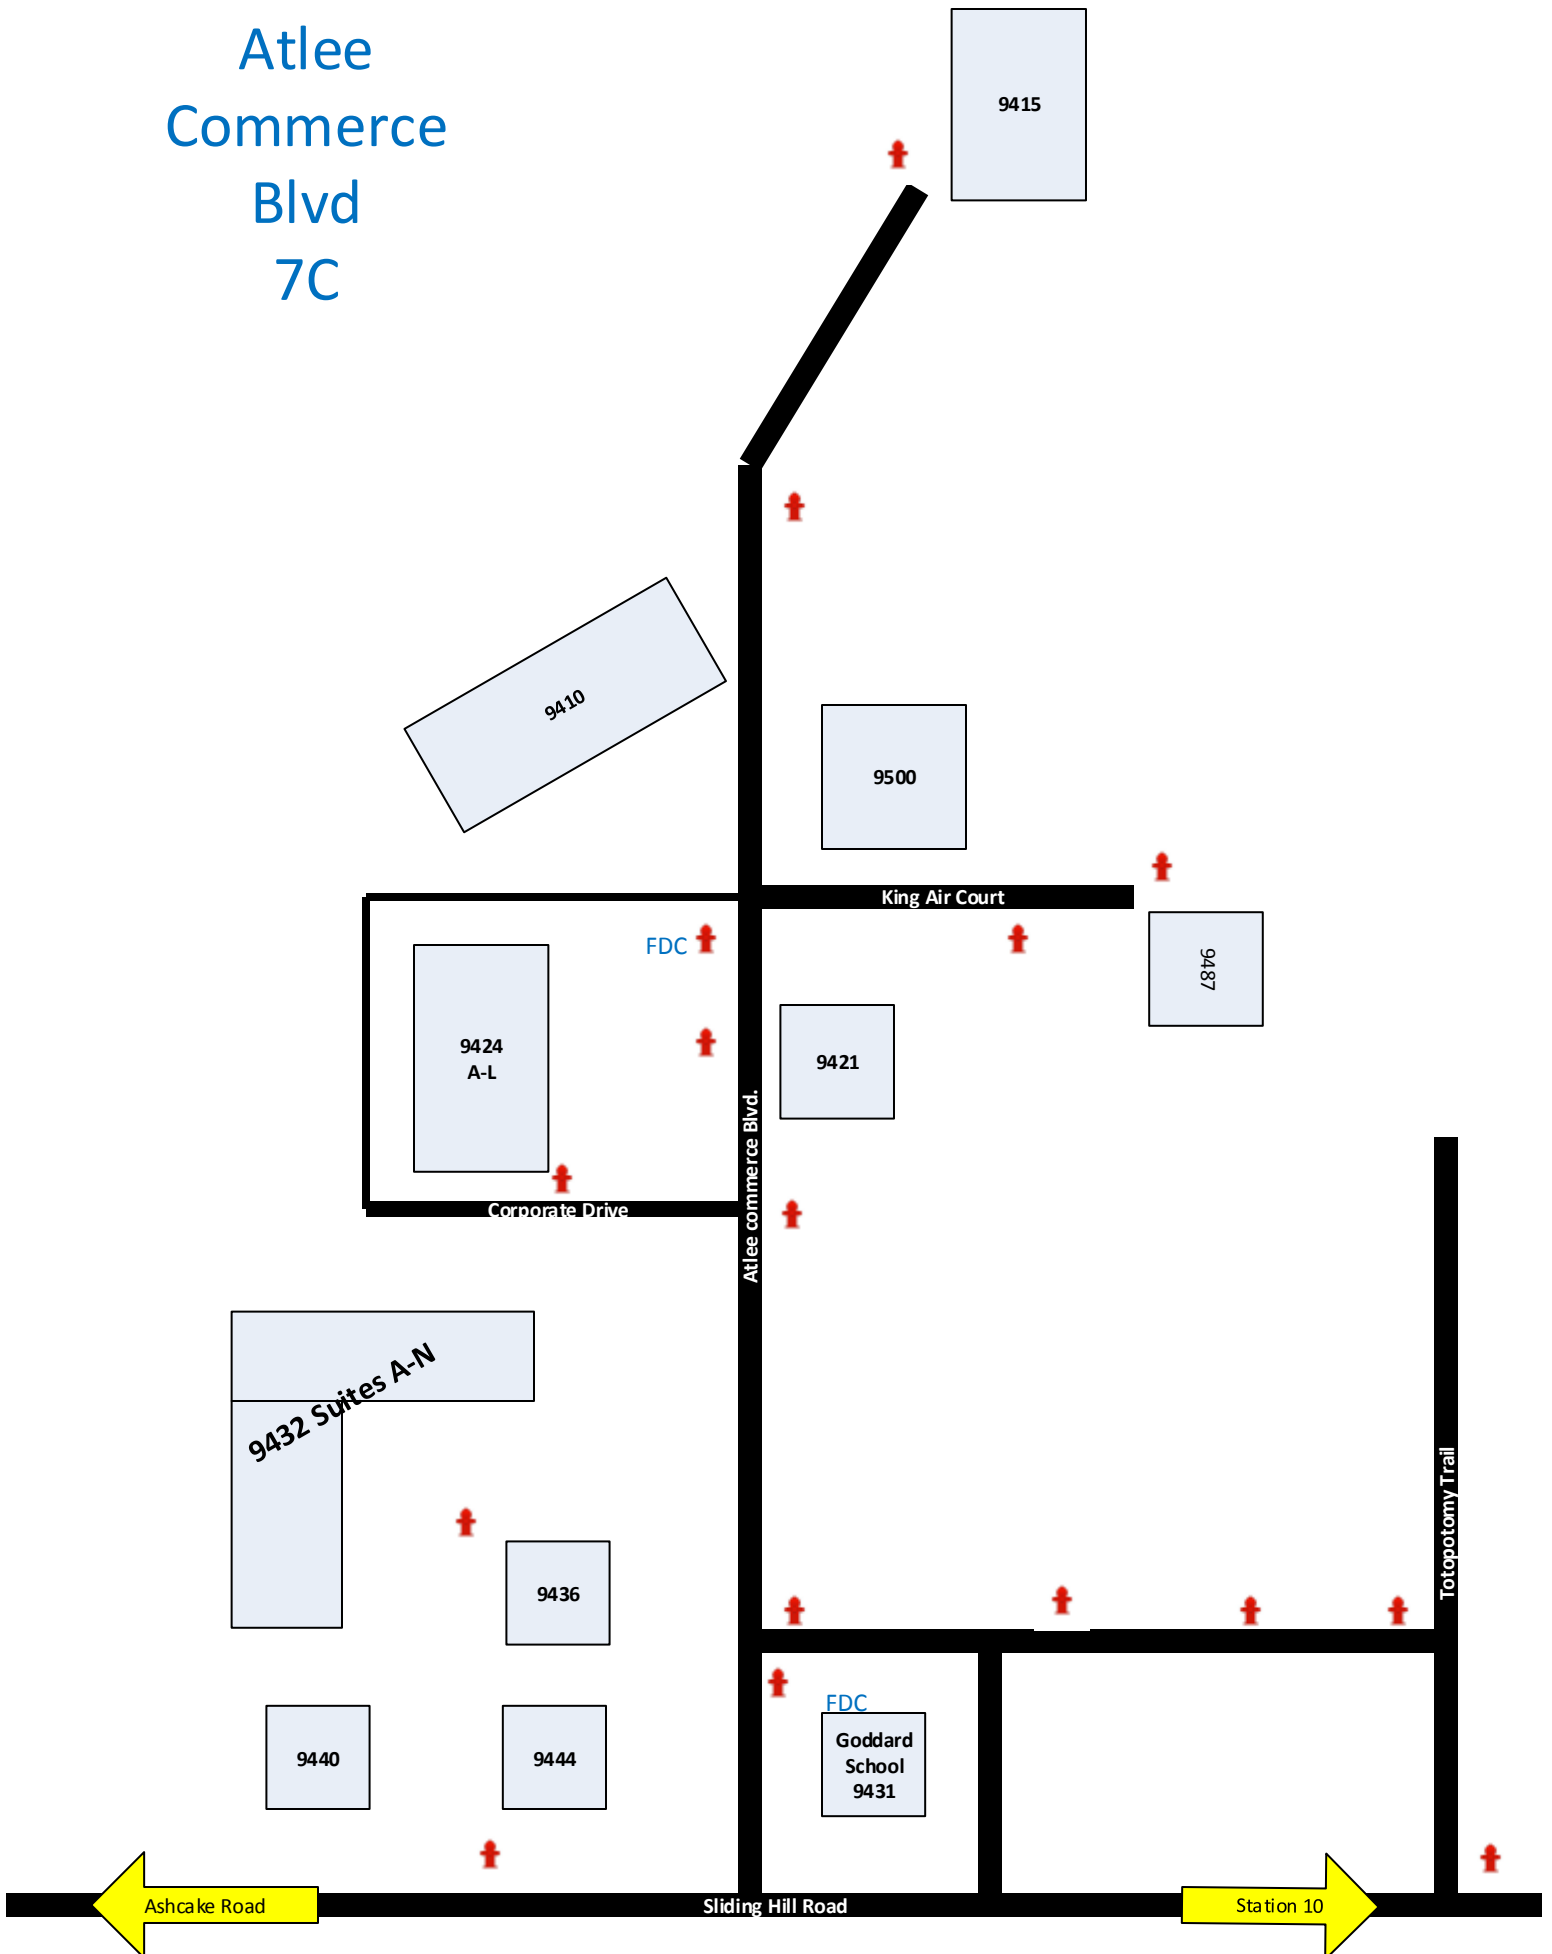 Atlee
Commerce
Blvd
7C
9415
9410
9500
King Air Court
FDC
9487
9424
A-L
9421
Atlee commerce Blvd.
Corporate Drive
9432 Suites A-N
Totopotomy Trail
9436
FDC
Goddard
School
9431
9440
9444
Ashcake Road
Sliding Hill Road
Station 10